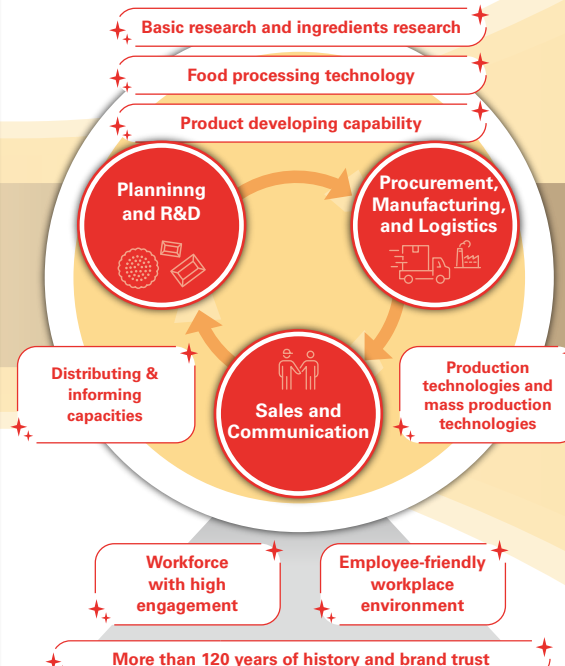 Basic research and ingredients research
Food processing technology
Product developing capability
Planninng
and R&D
Procurement,
Manufacturing,
and Logistics
Distributing &
informing
capacities
Sales and
Communication
Production
technologies and
mass production
technologies
Workforce
with high
engagement
Employee-friendly
workplace
environment
More than 120 years of history and brand trust